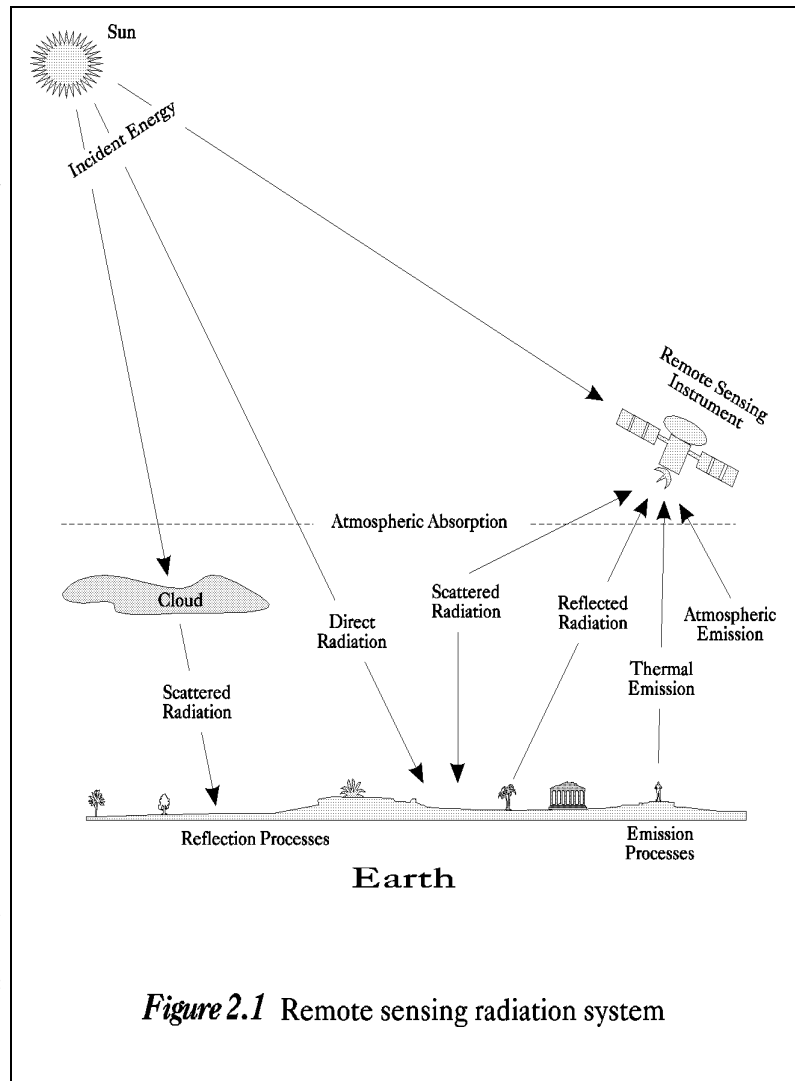 Sun
Incident Energy
Remote Sensing
Instrument
Atmospheric Absorption
Cloud
Direct
Radiation
Scattered
Radiation
Reflected
Radiation
Atmospheric
Emission
Thermal
Emission
Scattered
Radiation
Reflection Processes
Emission
Processes
Earth
Figure 2.1 Remote sensing radiation system